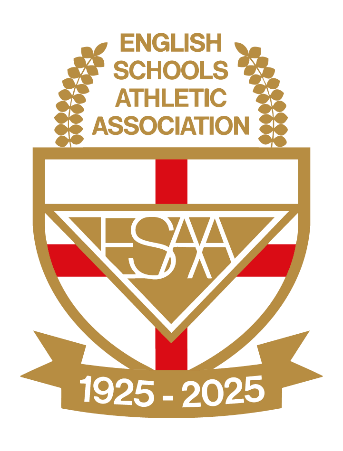 ENGLISH
SCHOOLS
ATHLETIC
ASSOCIATION
ESAA
1925 - 2025